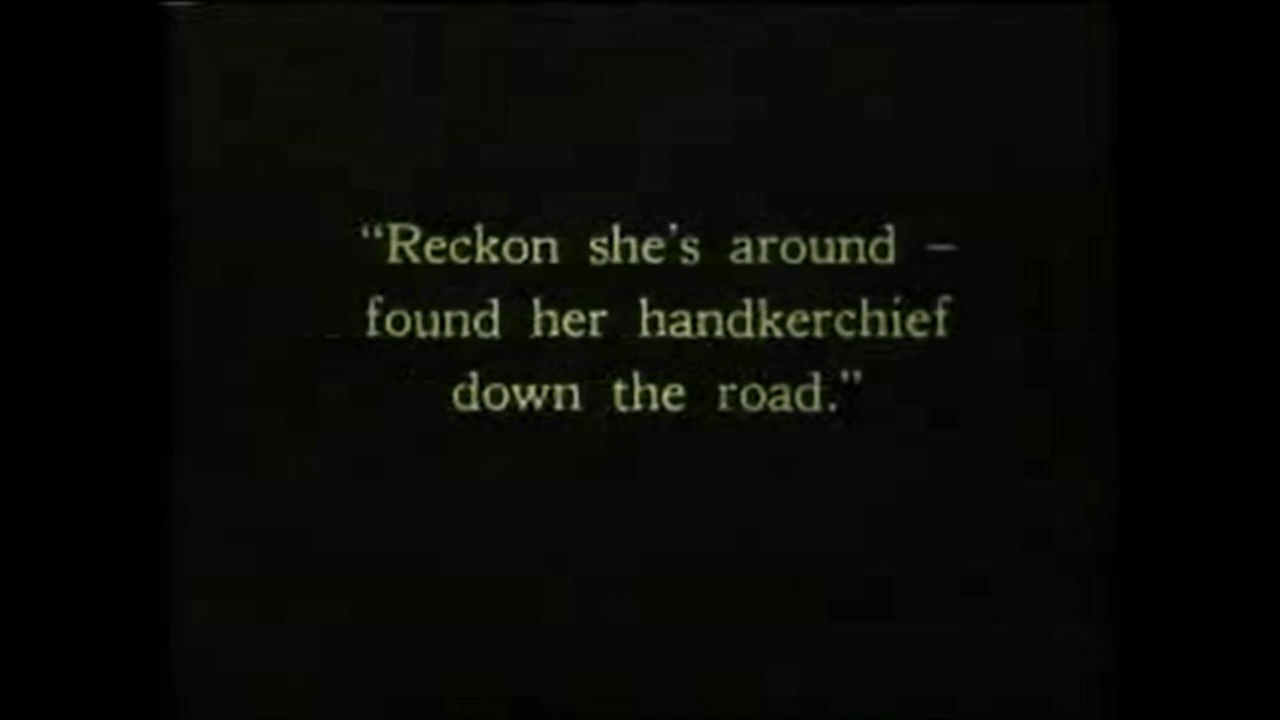 “Reckon she's around –
found her handkerchief
down the road.”